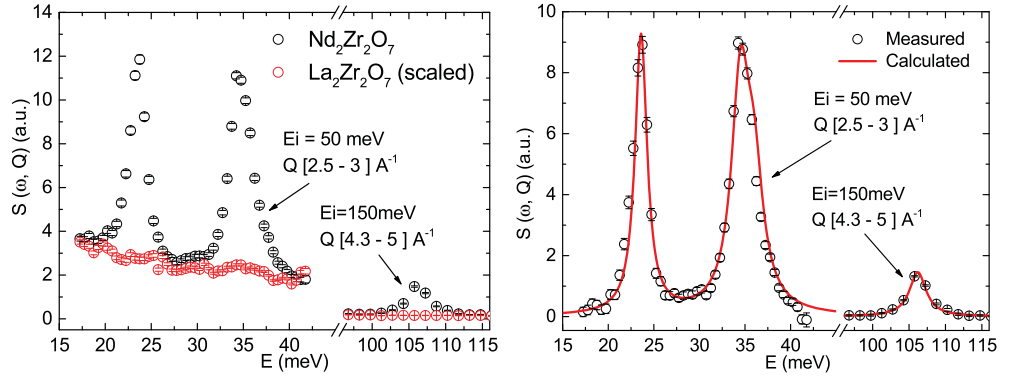 14
12
10
8
6
4
2
0
S (ω, Q) (a.u.)
Nd2Zr2O7
La2Zr2O7 (scaled)
Ei = 50 meV
Q [2.5 - 3 ] A-1
Ei=150meV
Q [4.3 - 5 ] A-1
15 20 25 30 35 40 100 105 110 115
E (meV)
10
8
6
4
2
0
S (ω, Q) (a.u.)
Measured
Calculated
Ei = 50 meV
Q [2.5 - 3 ] A-1
Ei=150meV
Q [4.3 - 5 ] A-1
15 20 25 30 35 40 100 105 110 115
E (meV)